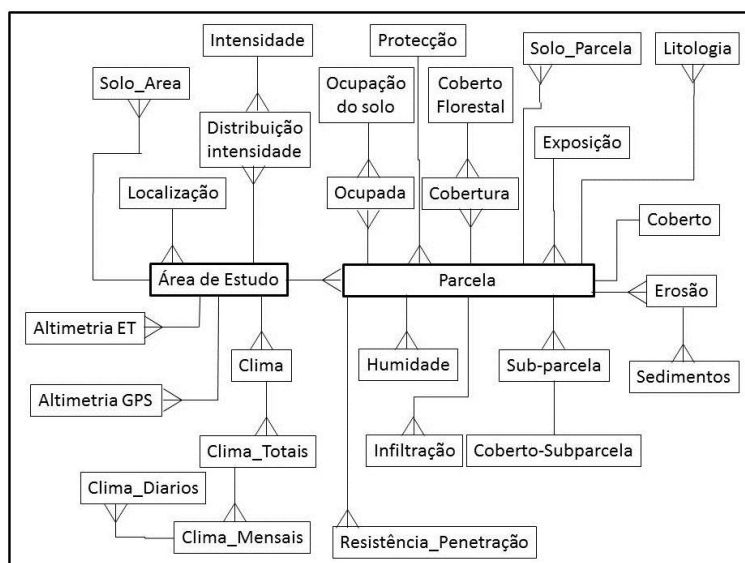 Intensidade
Protecção
Solo_Parcela
Litologia
Solo_Area
Ocupação
do solo
Coberto
Florestal
Distribuição
intensidade
Exposição
Localização
Ocupada
Cobertura
Coberto
Área de Estudo
Parcela
Erosão
Altimetria ET
Clima
Humidade
Sub-parcela
Sedimentos
Altimetria GPS
Clima_Totais
Infiltração
Coberto-Subparcela
Clima_Diarios
Clima_Mensais
Resistência_Penetração